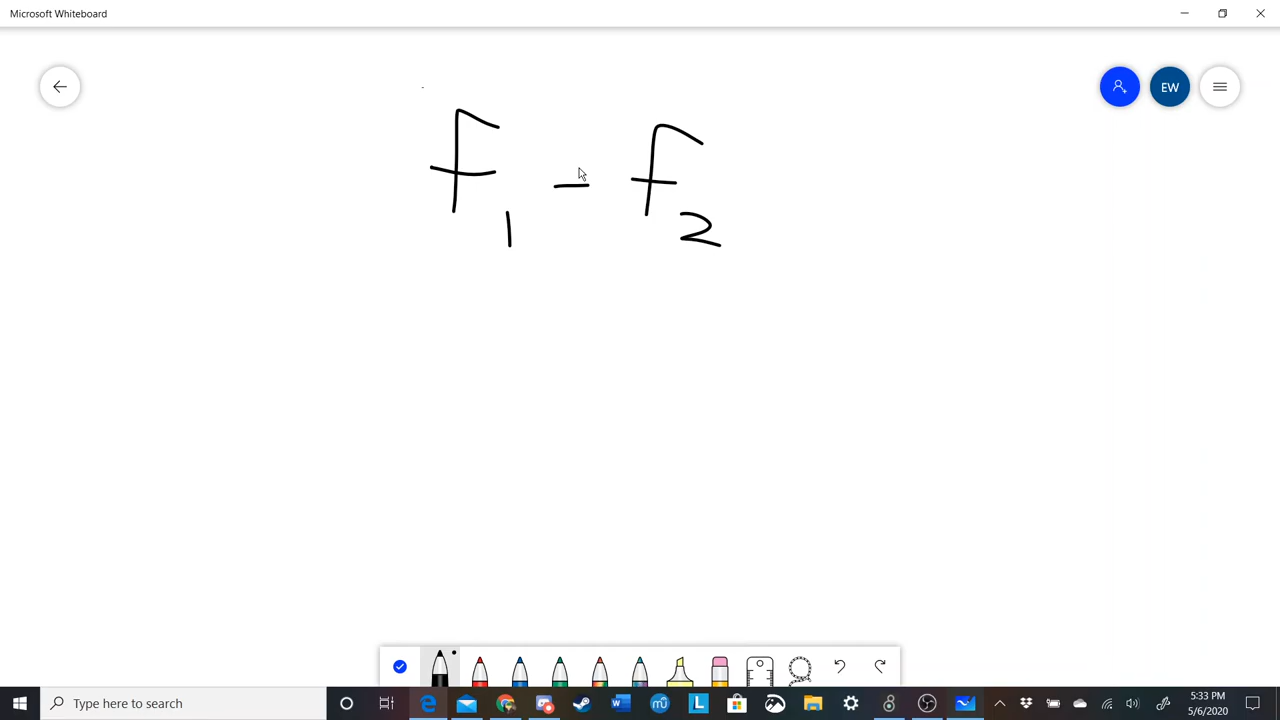 Microsoft Whiteboard
EW
f₁ - f₂
Type here to search
5:33 PM
5/6/2020